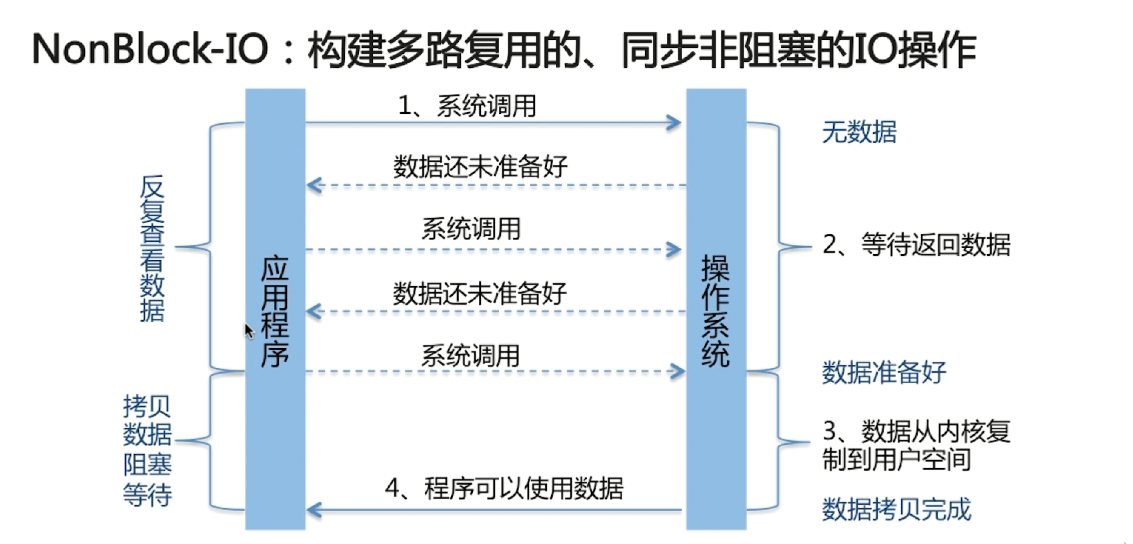 NonBlock-IO：构建多路复用的、同步非阻塞的IO操作
1、系统调用
无数据
数据还未准备好
反复查看数据
系统调用
2、等待返回数据
应用程序
操作系统
数据还未准备好
系统调用
数据准备好
拷贝
数据
阻塞
等待
3、数据从内核复
制到用户空间
4、程序可以使用数据
数据拷贝完成